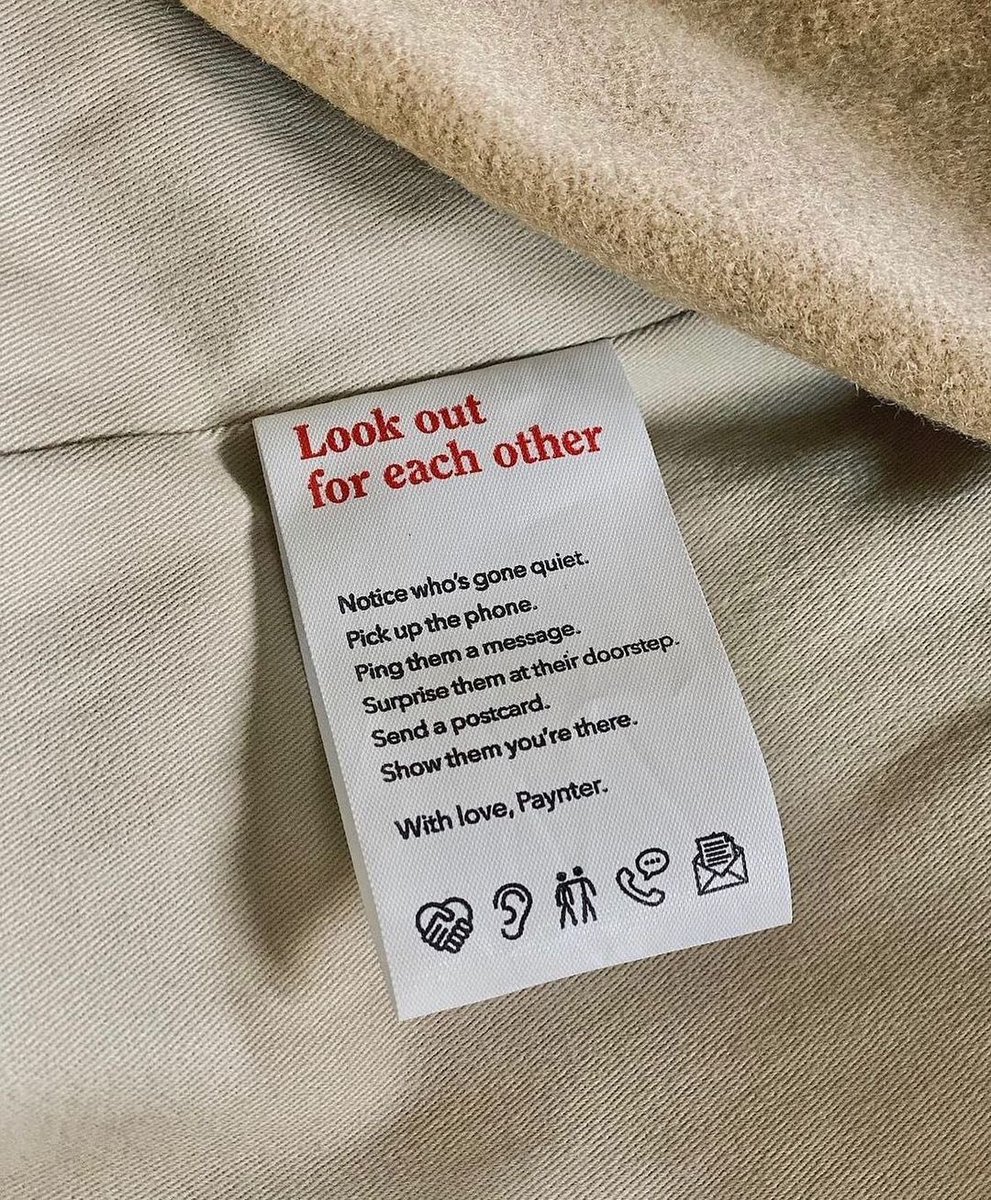 Look out
for each other
Notice who's gone quiet.
Pick up the phone.
Ping them a message.
Surprise them at their doorstep.
Send a postcard.
Show them you're there.
With love, Paynter.